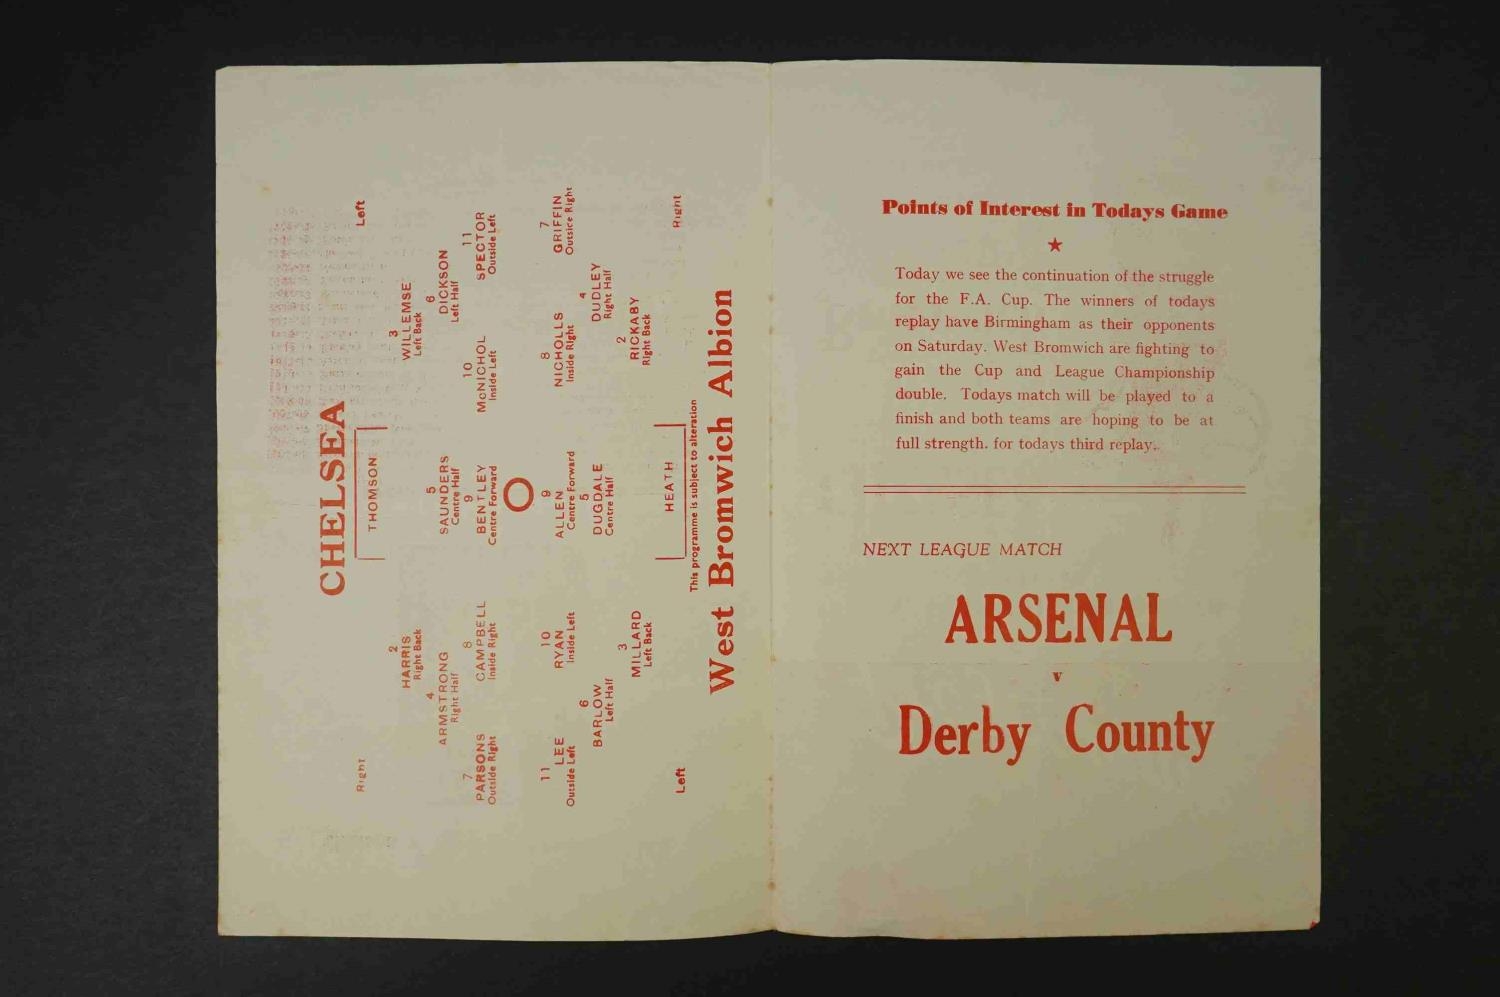 CHELSEA
THOMSON
Right
Left
2
HARRIS
Right Back
3
WILLEMSE
Left Back
4
ARMSTRONG
Right Half
5
SAUNDERS
Centre Half
6
DICKSON
Left Half
7
PARSONS
Outside Right
8
CAMPBELL
Inside Right
9
BENTLEY
Centre Forward
10
McNICHOL
Inside Left
11
SPECTOR
Outside Left
11
LEE
Outside Left
10
RYAN
Inside Left
9
ALLEN
Centre Forward
8
NICHOLLS
Inside Right
7
GRIFFIN
Outsice Right
6
BARLOW
Left Half
5
DUGDALE
Centre Half
4
DUDLEY
Right Half
3
MILLARD
Left Back
2
RICKABY
Right Back
Left
HEATH
Right
This programme is subject to alteration
West Bromwich Albion
Points of Interest in Todays Game
Today we see the continuation of the struggle
for the F.A. Cup. The winners of todays
replay have Birmingham as their opponents
on Saturday. West Bromwich are fighting to
gain the Cup and League Championship
double. Todays match will be played to a
finish and both teams are hoping to be at
full strength. for todays third replay.
NEXT LEAGUE MATCH
ARSENAL
v
Derby County